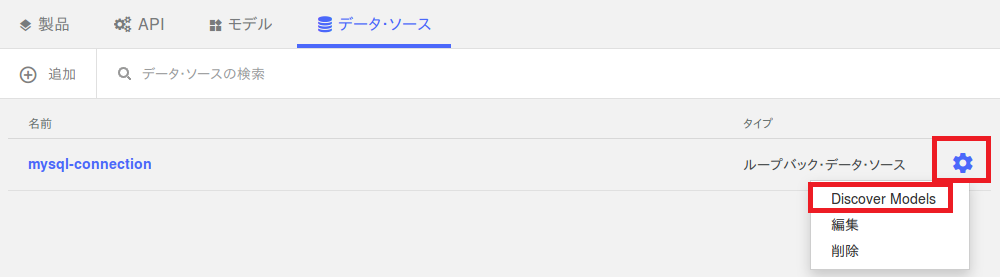 製品 API モデル データ·ソース
追加 データ·ソースの検索
名前 タイプ
mysql-connection ループバック·データ·ソース
Discover Models
編集
削除